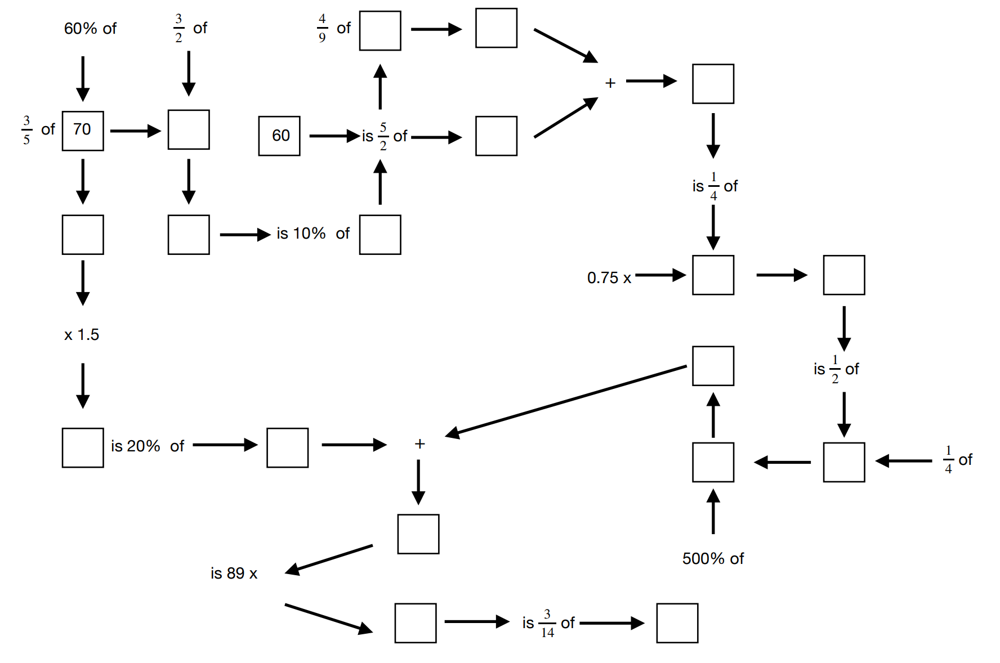 60% of
3/2 of
4/9 of
+
3/5 of 70
60 is 5/2 of
is 1/4 of
is 10% of
0.75 x
x 1.5
is 1/2 of
is 20% of
+
1/4 of
500% of
is 89 x
is 3/14 of